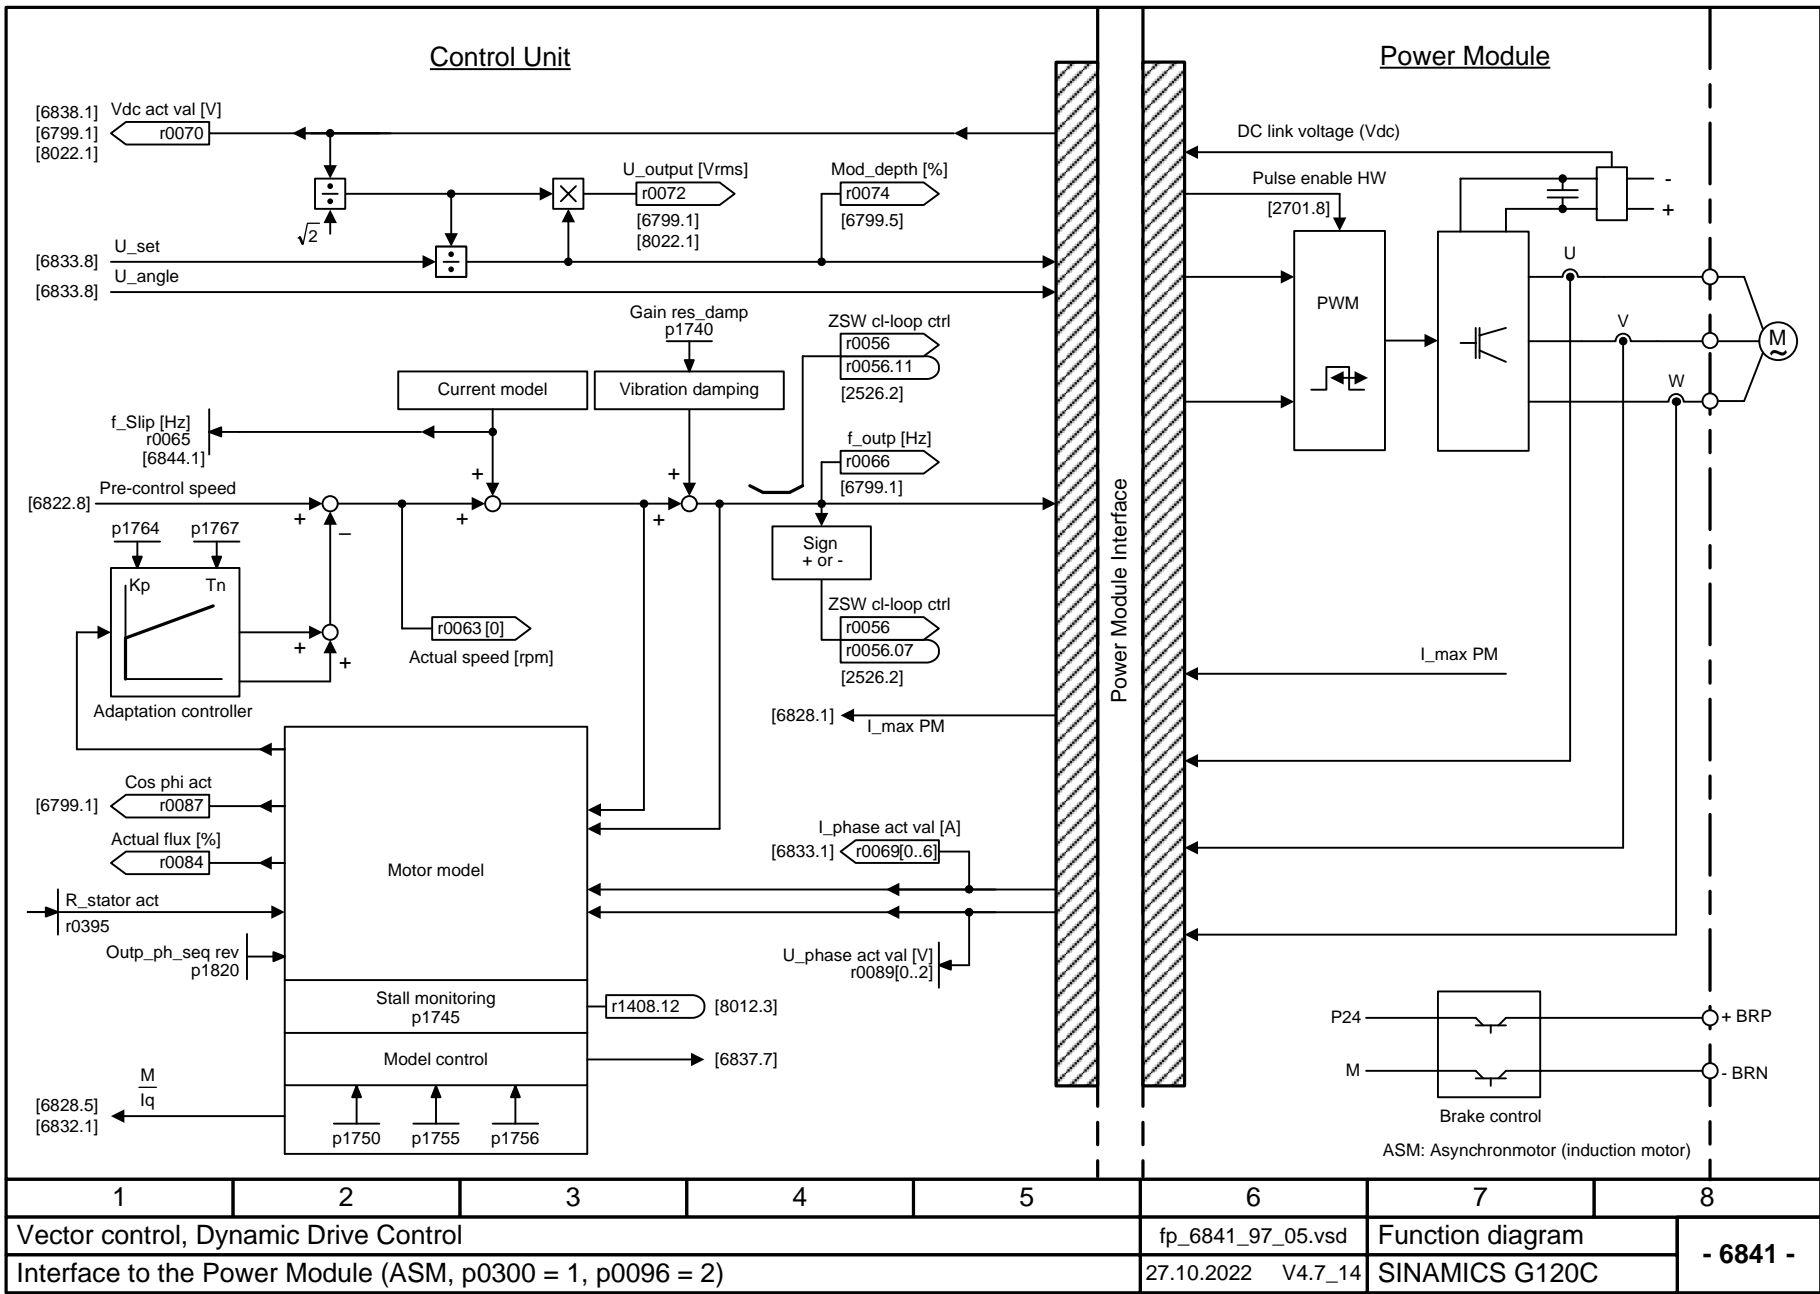 Control Unit
Power Module
[6838.1]
[6799.1]
[8022.1]
Vdc act val [V]
r0070
DC link voltage (Vdc)
U_output [Vrms]
r0072
[6799.1]
[8022.1]
Mod_depth [%]
r0074
[6799.5]
÷
√2
×
÷
Pulse enable HW
[2701.8]
-
+
[6833.8]
U_set
[6833.8]
U_angle
U
V
W
PWM
M
~
Gain res_damp
p1740
ZSW cl-loop ctrl
r0056
r0056.11
[2526.2]
Current model
Vibration damping
f_Slip [Hz]
r0065
[6844.1]
f_outp [Hz]
r0066
[6799.1]
[6822.8]
Pre-control speed
+
–
+
+
+
+
p1764
p1767
Kp
Tn
+
+
Adaptation controller
r0063 [0]
Actual speed [rpm]
Sign
+ or -
ZSW cl-loop ctrl
r0056
r0056.07
[2526.2]
Power Module Interface
I_max PM
[6828.1]
I_max PM
Cos phi act
[6799.1]
r0087
Actual flux [%]
r0084
Motor model
I_phase act val [A]
[6833.1]
r0069[0..6]
R_stator act
r0395
Outp_ph_seq rev
p1820
U_phase act val [V]
r0089[0..2]
Stall monitoring
p1745
r1408.12
[8012.3]
Model control
[6837.7]
M
Iq
[6828.5]
[6832.1]
p1750
p1755
p1756
P24
+ BRP
M
- BRN
Brake control
ASM: Asynchronmotor (induction motor)
1 2 3 4 5 6 7 8
Vector control, Dynamic Drive Control
fp_6841_97_05.vsd
Function diagram
- 6841 -
Interface to the Power Module (ASM, p0300 = 1, p0096 = 2)
27.10.2022 V4.7_14
SINAMICS G120C